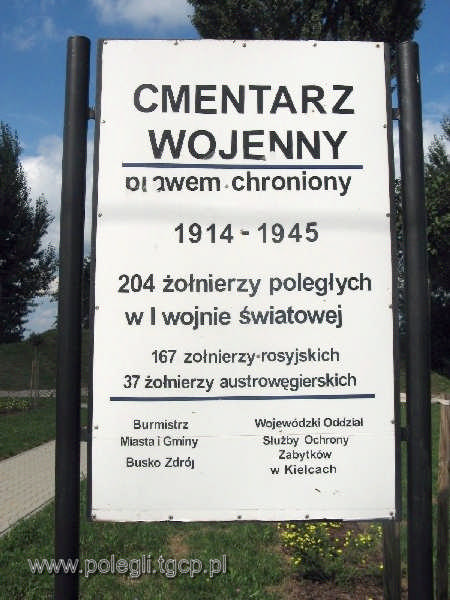 CMENTARZ
WOJENNY
prawem chroniony
1914 - 1945
204 żołnierzy poległych
w I wojnie światowej
167 zołnierzy-rosyjskich
37 żołnierzy austrowęgierskich
Burmistrz
Miasta i Gminy
Busko Zdrój
Wojewódzki Oddział
Służby Ochrony
Zabytków
w Kielcach
www.polegli.tgcp.pl